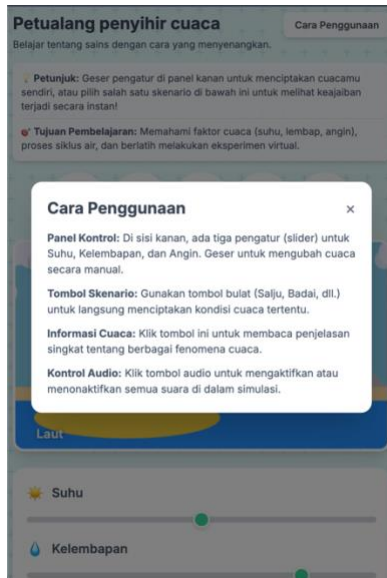 Petualang penyihir cuaca
Cara Penggunaan
Belajar tentang sains dengan cara yang menyenangkan.
Petunjuk: Geser pengatur di panel kanan untuk menciptakan cuacamu
sendiri, atau pilih salah satu skenario di bawah ini untuk melihat keajaiban
terjadi secara instan!
Tujuan Pembelajaran: Memahami faktor cuaca (suhu, lembap, angin),
proses siklus air, dan berlatih melakukan eksperimen virtual.
Cara Penggunaan
×
Panel Kontrol: Di sisi kanan, ada tiga pengatur (slider) untuk
Suhu, Kelembapan, dan Angin. Geser untuk mengubah cuaca
secara manual.
Tombol Skenario: Gunakan tombol bulat (Salju, Badai, dll.)
untuk langsung menciptakan kondisi cuaca tertentu.
Informasi Cuaca: Klik tombol ini untuk membaca penjelasan
singkat tentang berbagai fenomena cuaca.
Kontrol Audio: Klik tombol audio untuk mengaktifkan atau
menonaktifkan semua suara di dalam simulasi.
Laut
Suhu
Kelembapan